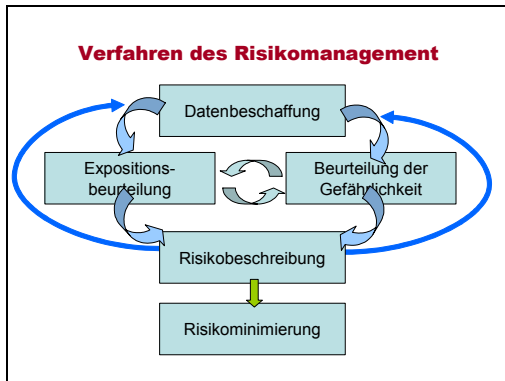 Verfahren des Risikomanagement
Datenbeschaffung
Expositions-
beurteilung
Beurteilung der
Gefährlichkeit
Risikobeschreibung
Risikominimierung